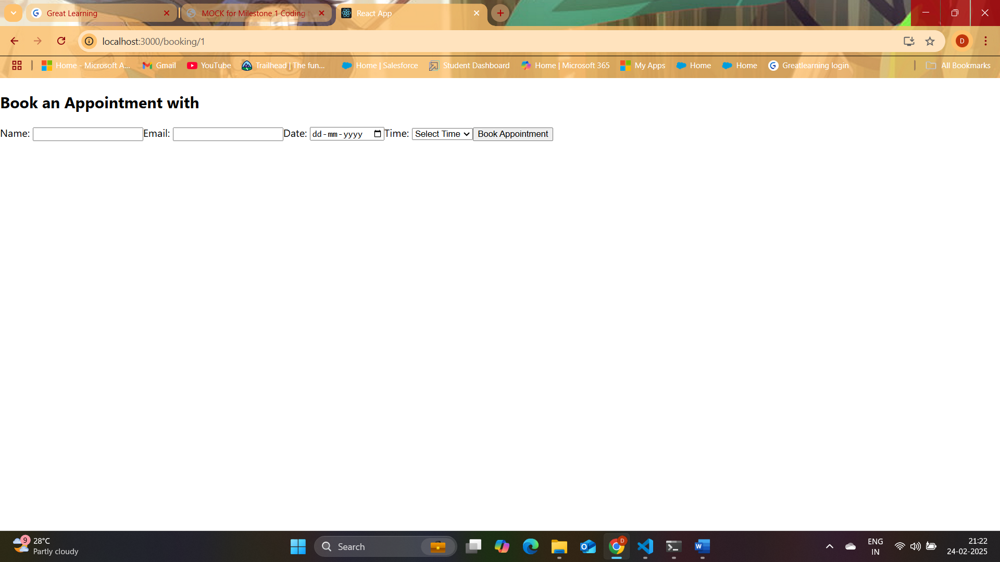 Great Learning
MOCK for Milestone 1 Coding
React App
localhost:3000/booking/1
D
Home - Microsoft A...
Gmail
YouTube
Trailhead | The fun...
Home | Salesforce
Student Dashboard
Home | Microsoft 365
My Apps
Home
Home
Greatlearning login
All Bookmarks
Book an Appointment with
Name: Email: Date: dd-mm-yyyy Time: Select Time Book Appointment
9
28°C
Partly cloudy
Search
D
ENG
IN
21:22
24-02-2025